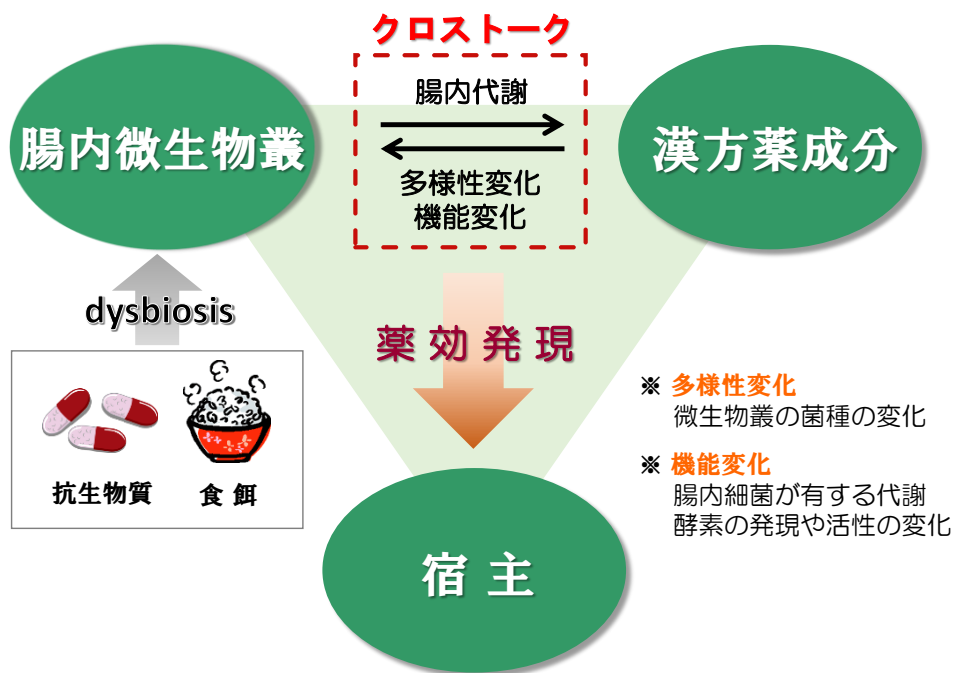 クロストーク
腸内微生物叢
腸内代謝
多様性変化
機能変化
漢方薬成分
dysbiosis
抗生物質
食 餌
薬 効 発 現
※ 多様性変化
微生物叢の菌種の変化
※ 機能変化
腸内細菌が有する代謝
酵素の発現や活性の変化
宿 主